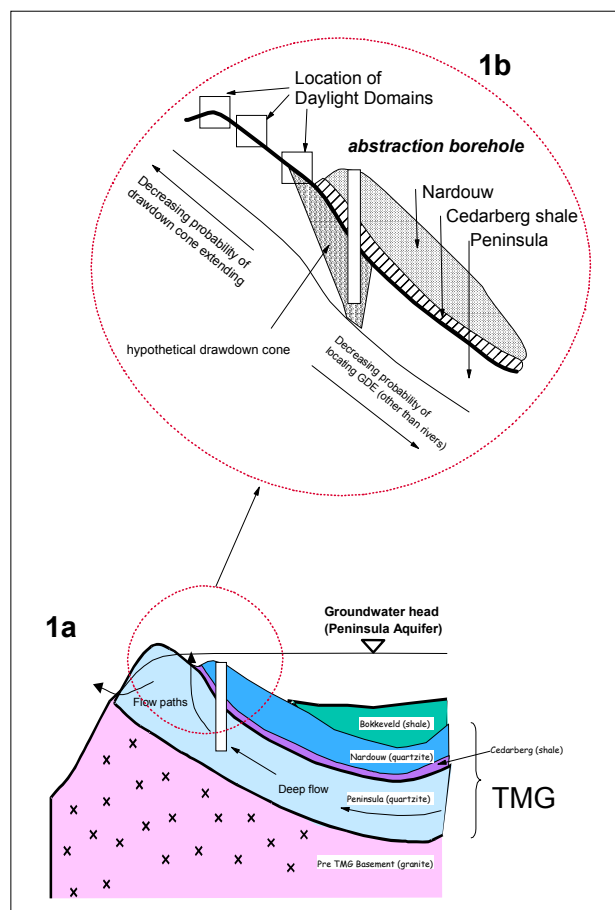 1b
Location of
Daylight Domains
abstraction borehole
Nardouw
Cedarberg shale
Peninsula
Decreasing probability of
drawdown cone extending
hypothetical drawdown cone
Decreasing probability of
locating GDE (other than
rivers)
1a
Groundwater head
(Peninsula Aquifer)
Flow paths
Bokkeveld (shale)
Nardouw (quartzite)
Cedarberg (shale)
Deep flow
Peninsula (quartzite)
TMG
Pre TMG Basement (granite)